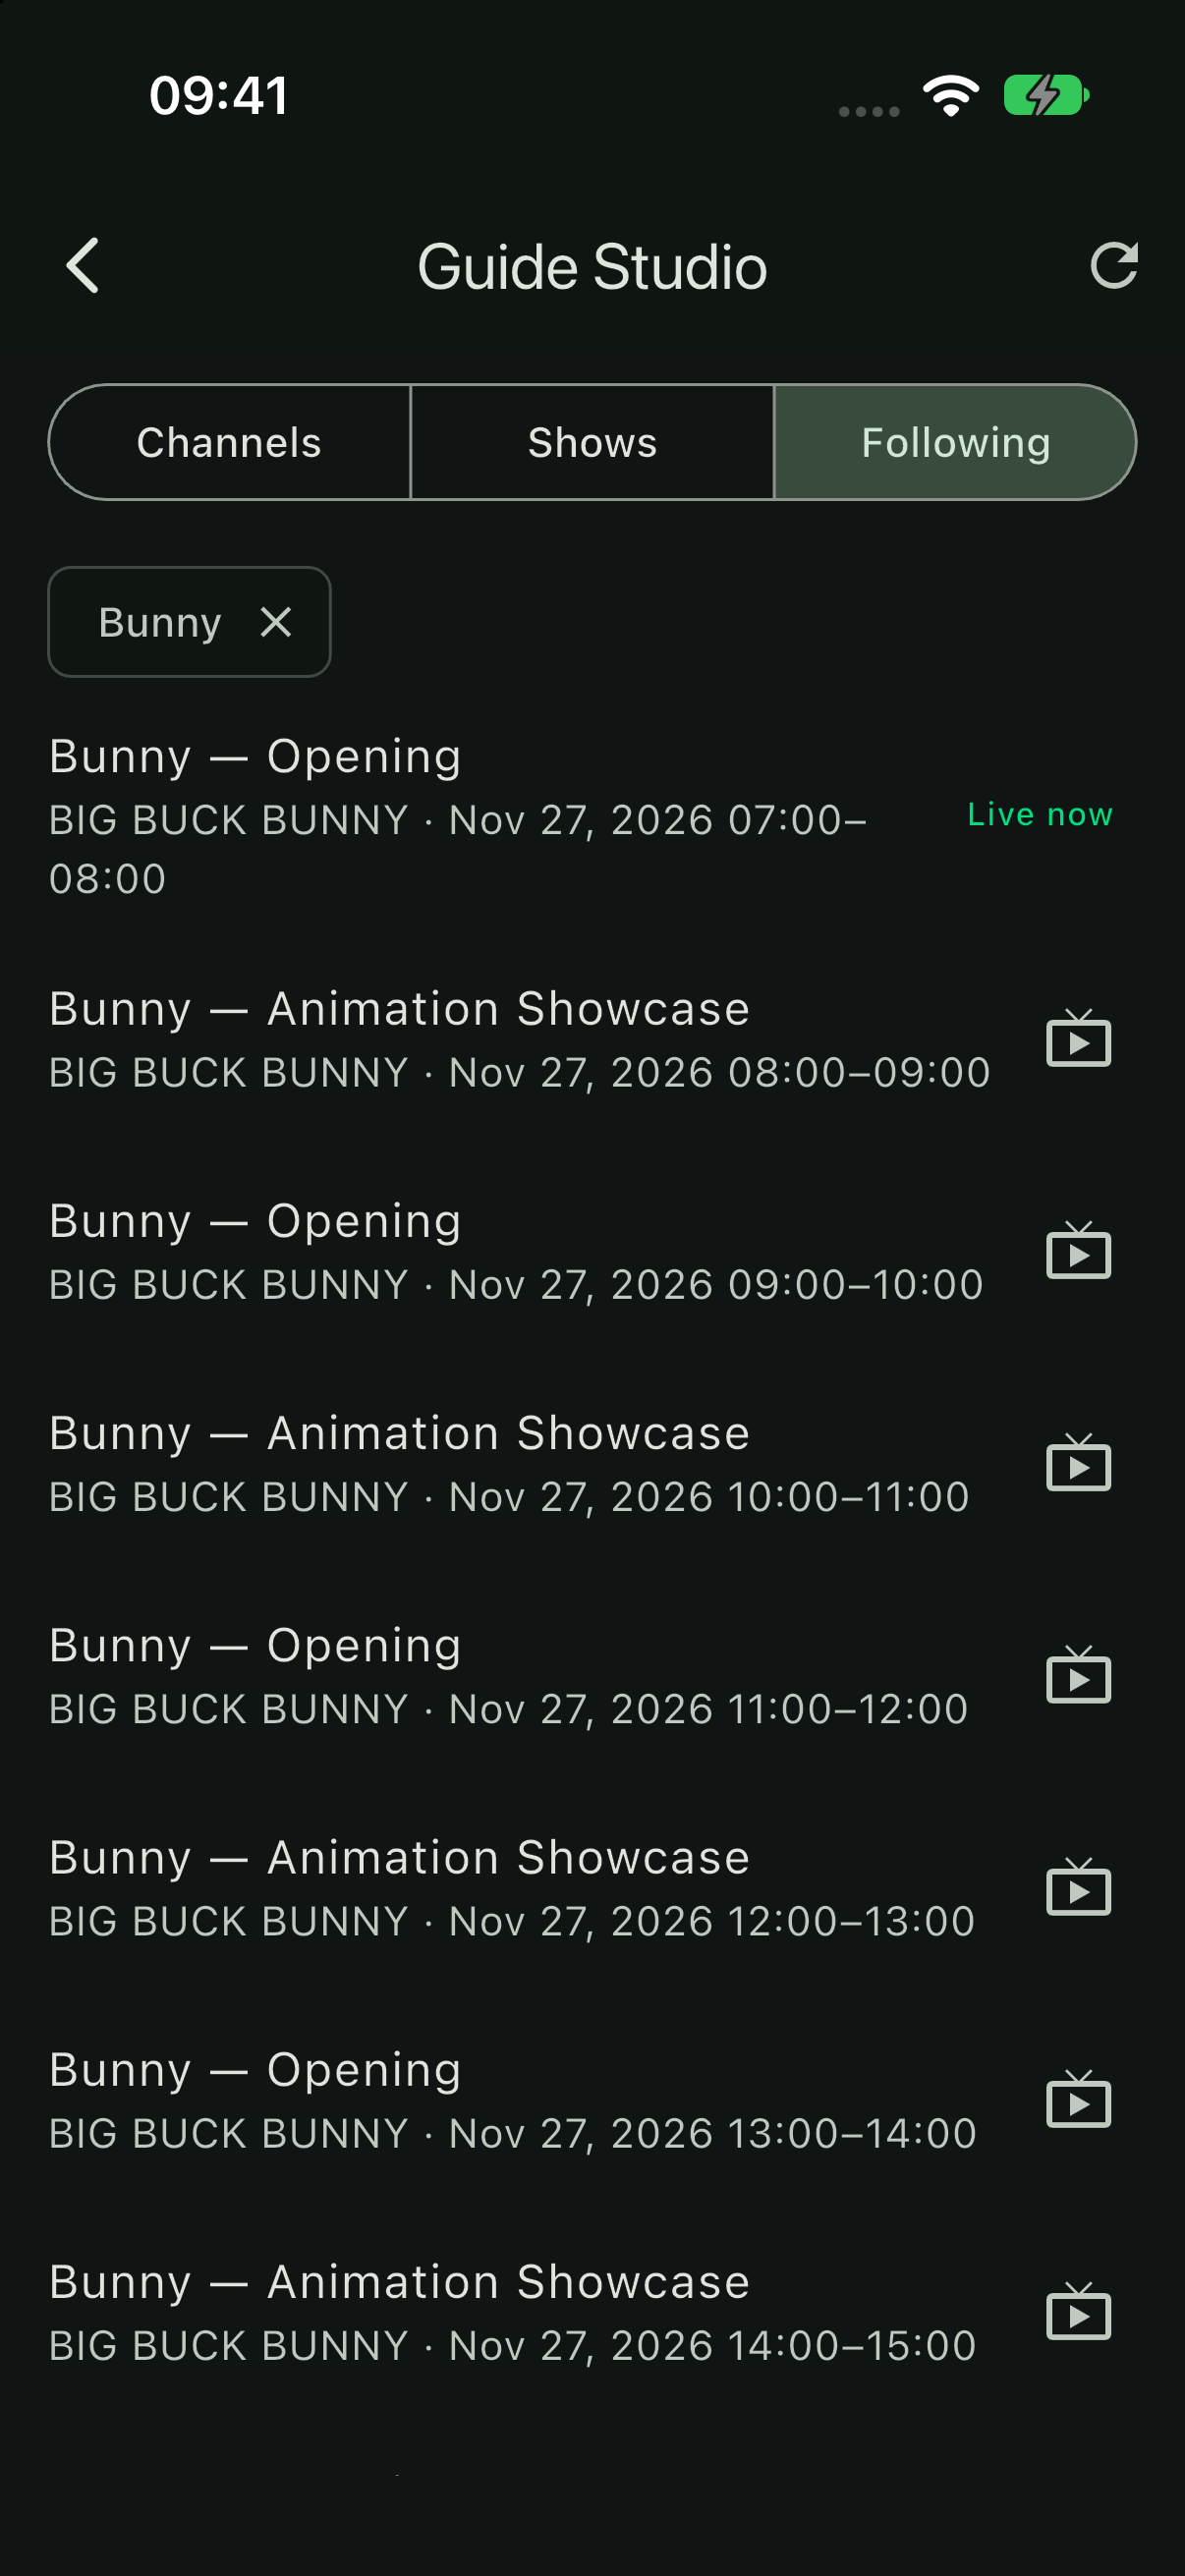 09:41
Guide Studio
Channels
Shows
Following
Bunny
Bunny — Opening
BIG BUCK BUNNY · Nov 27, 2026 07:00–
08:00
Live now
Bunny — Animation Showcase
BIG BUCK BUNNY · Nov 27, 2026 08:00–09:00
Bunny — Opening
BIG BUCK BUNNY · Nov 27, 2026 09:00–10:00
Bunny — Animation Showcase
BIG BUCK BUNNY · Nov 27, 2026 10:00–11:00
Bunny — Opening
BIG BUCK BUNNY · Nov 27, 2026 11:00–12:00
Bunny — Animation Showcase
BIG BUCK BUNNY · Nov 27, 2026 12:00–13:00
Bunny — Opening
BIG BUCK BUNNY · Nov 27, 2026 13:00–14:00
Bunny — Animation Showcase
BIG BUCK BUNNY · Nov 27, 2026 14:00–15:00